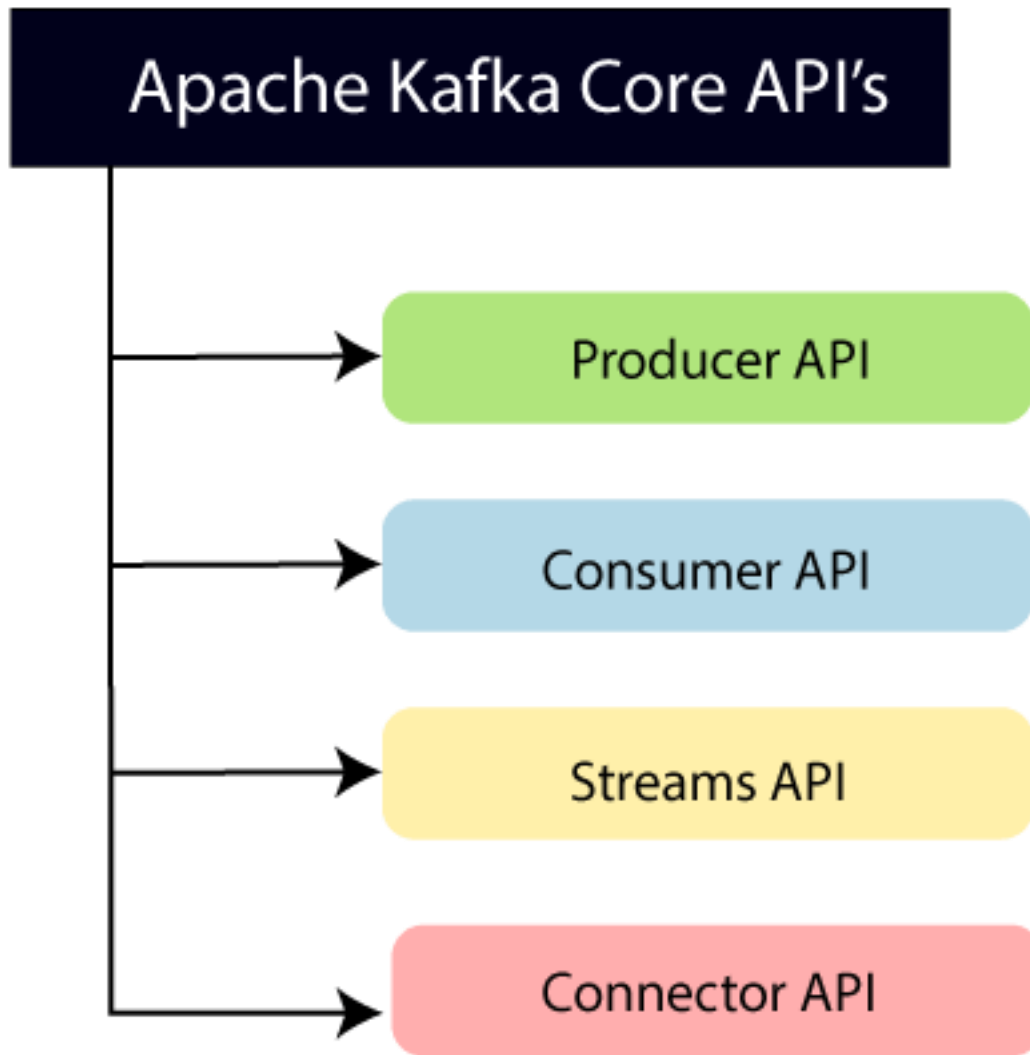 Apache Kafka Core API's
Producer API
Consumer API
Streams API
Connector API